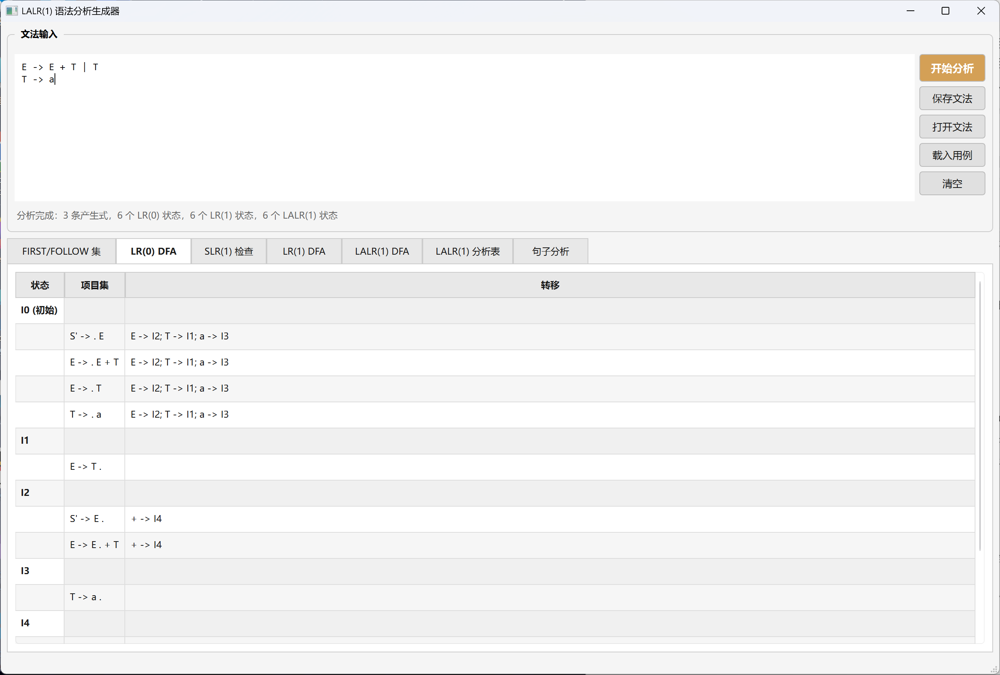 LALR(1) 语法分析生成器
文法输入
E -> E + T | T
T -> a
开始分析
保存文法
打开文法
载入用例
清空
分析完成：3 条产生式，6 个 LR(0) 状态，6 个 LR(1) 状态，6 个 LALR(1) 状态
FIRST/FOLLOW 集 LR(0) DFA SLR(1) 检查 LR(1) DFA LALR(1) DFA LALR(1) 分析表 句子分析
状态 项目集 转移
I0 (初始)
S' -> . E E -> I2; T -> I1; a -> I3
E -> . E + T E -> I2; T -> I1; a -> I3
E -> . T E -> I2; T -> I1; a -> I3
T -> . a E -> I2; T -> I1; a -> I3
I1
E -> T .
I2
S' -> E . + -> I4
E -> E . + T + -> I4
I3
T -> a .
I4